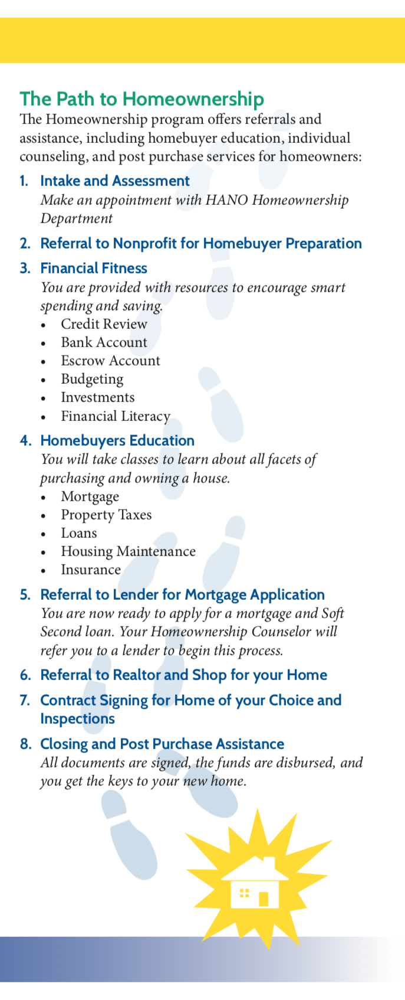 The Path to Homeownership
The Homeownership program offers referrals and
assistance, including homebuyer education, individual
counseling, and post purchase services for homeowners:
1. Intake and Assessment
Make an appointment with HANO Homeownership
Department
2. Referral to Nonprofit for Homebuyer Preparation
3. Financial Fitness
You are provided with resources to encourage smart
spending and saving.
• Credit Review
• Bank Account
• Escrow Account
• Budgeting
• Investments
• Financial Literacy
4. Homebuyers Education
You will take classes to learn about all facets of
purchasing and owning a house.
• Mortgage
• Property Taxes
• Loans
• Housing Maintenance
• Insurance
5. Referral to Lender for Mortgage Application
You are now ready to apply for a mortgage and Soft
Second loan. Your Homeownership Counselor will
refer you to a lender to begin this process.
6. Referral to Realtor and Shop for your Home
7. Contract Signing for Home of your Choice and
Inspections
8. Closing and Post Purchase Assistance
All documents are signed, the funds are disbursed, and
you get the keys to your new home.